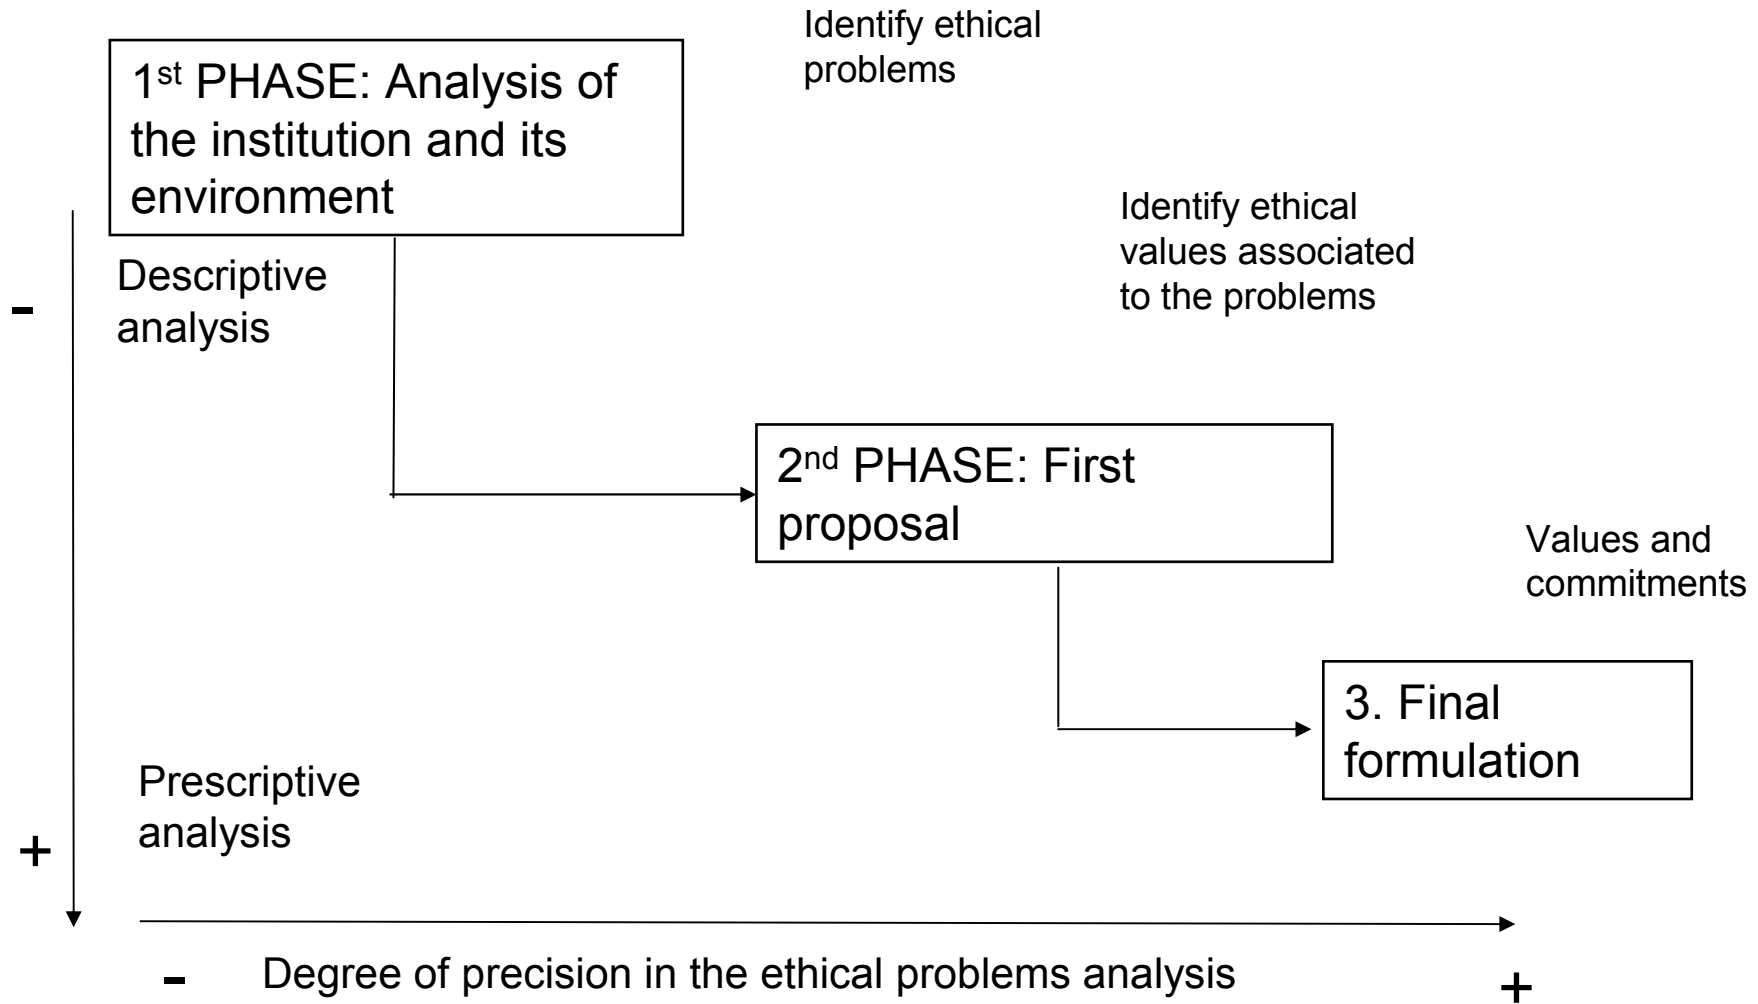 Identify ethical
problems
1st PHASE: Analysis of
the institution and its
environment
Identify ethical
values associated
to the problems
Descriptive
analysis
-
2nd PHASE: First
proposal
Values and
commitments
3. Final
formulation
Prescriptive
analysis
+
- Degree of precision in the ethical problems analysis +